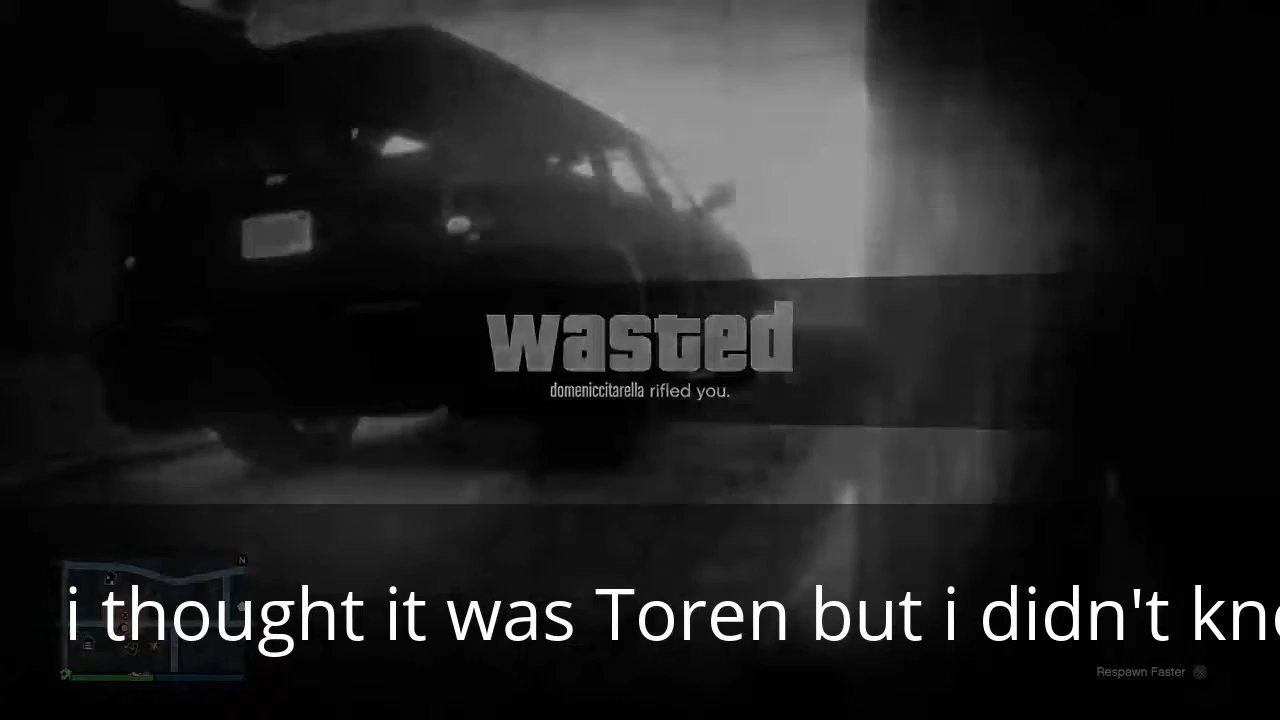 wasted
domeniccitarella rifled you.
N
i thought it was Toren but i didn't kn
Respawn Faster